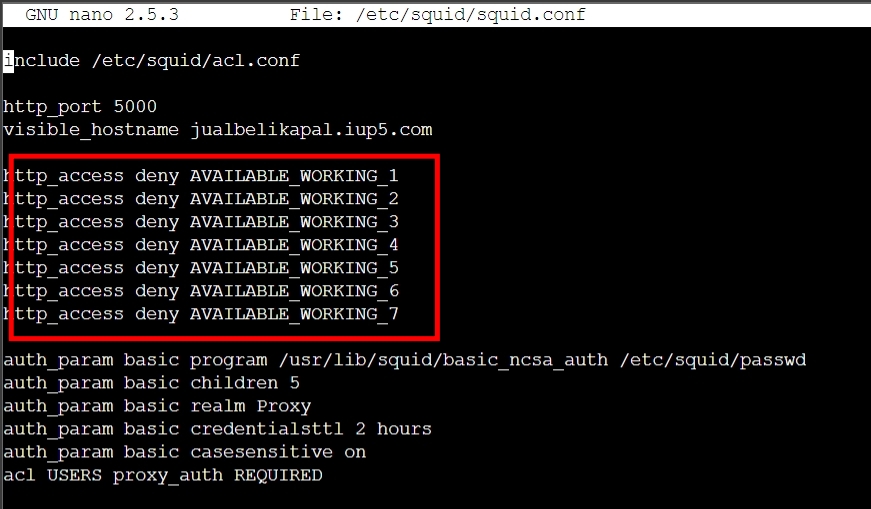 GNU nano 2.5.3 File: /etc/squid/squid.conf
include /etc/squid/acl.conf
http_port 5000
visible_hostname jualbelikapal.iup5.com
http_access deny AVAILABLE_WORKING_1
http_access deny AVAILABLE_WORKING_2
http_access deny AVAILABLE_WORKING_3
http_access deny AVAILABLE_WORKING_4
http_access deny AVAILABLE_WORKING_5
http_access deny AVAILABLE_WORKING_6
http_access deny AVAILABLE_WORKING_7
auth_param basic program /usr/lib/squid/basic_ncsa_auth /etc/squid/passwd
auth_param basic children 5
auth_param basic realm Proxy
auth_param basic credentialsttl 2 hours
auth_param basic casesensitive on
acl USERS proxy_auth REQUIRED